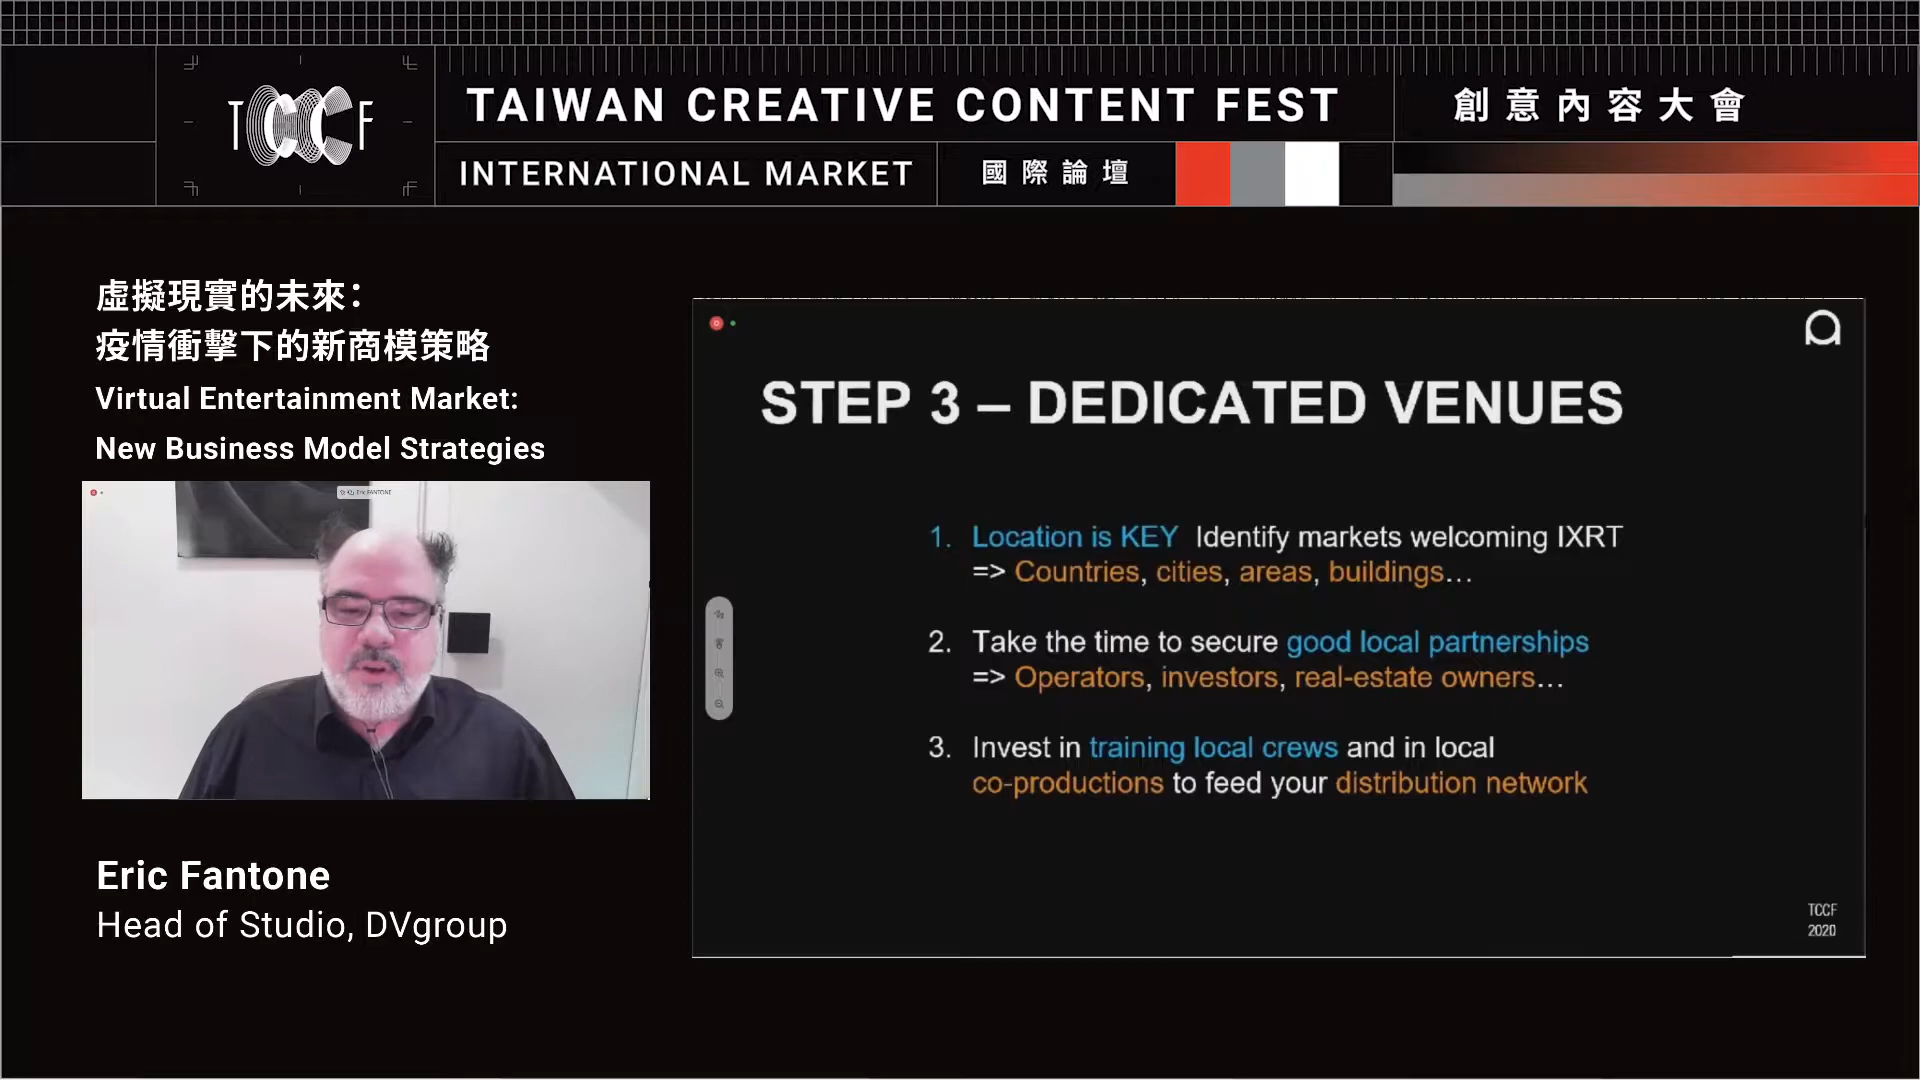 TCCF
TAIWAN CREATIVE CONTENT FEST
創意內容大會
INTERNATIONAL MARKET
國際論壇
虛擬現實的未來:
疫情衝擊下的新商模策略
Virtual Entertainment Market:
New Business Model Strategies
Eric FANTONE
Eric Fantone
Head of Studio, DVgroup
STEP 3 – DEDICATED VENUES
1. Location is KEY Identify markets welcoming IXRT
=> Countries, cities, areas, buildings...
2. Take the time to secure good local partnerships
=> Operators, investors, real-estate owners...
3. Invest in training local crews and in local
co-productions to feed your distribution network
TCCF
2020